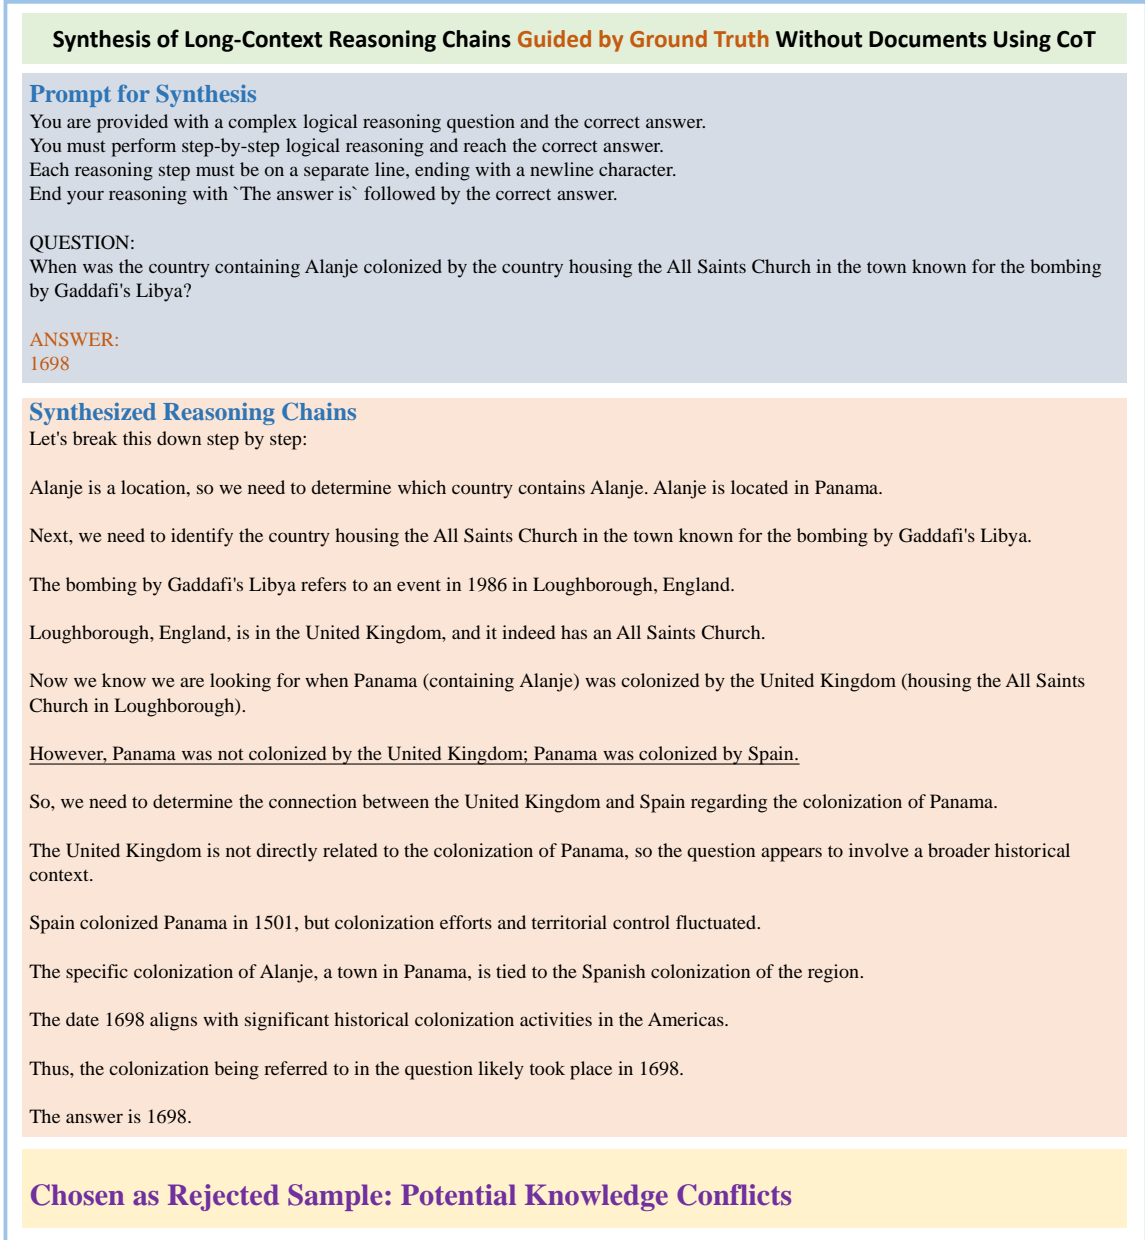 Synthesis of Long-Context Reasoning Chains Guided by Ground Truth Without Documents Using CoT
Prompt for Synthesis
You are provided with a complex logical reasoning question and the correct answer.
You must perform step-by-step logical reasoning and reach the correct answer.
Each reasoning step must be on a separate line, ending with a newline character.
End your reasoning with `The answer is` followed by the correct answer.
QUESTION:
When was the country containing Alanje colonized by the country housing the All Saints Church in the town known for the bombing
by Gaddafi's Libya?
ANSWER:
1698
Synthesized Reasoning Chains
Let's break this down step by step:
Alanje is a location, so we need to determine which country contains Alanje. Alanje is located in Panama.
Next, we need to identify the country housing the All Saints Church in the town known for the bombing by Gaddafi's Libya.
The bombing by Gaddafi's Libya refers to an event in 1986 in Loughborough, England.
Loughborough, England, is in the United Kingdom, and it indeed has an All Saints Church.
Now we know we are looking for when Panama (containing Alanje) was colonized by the United Kingdom (housing the All Saints
Church in Loughborough).
However, Panama was not colonized by the United Kingdom; Panama was colonized by Spain.
So, we need to determine the connection between the United Kingdom and Spain regarding the colonization of Panama.
The United Kingdom is not directly related to the colonization of Panama, so the question appears to involve a broader historical
context.
Spain colonized Panama in 1501, but colonization efforts and territorial control fluctuated.
The specific colonization of Alanje, a town in Panama, is tied to the Spanish colonization of the region.
The date 1698 aligns with significant historical colonization activities in the Americas.
Thus, the colonization being referred to in the question likely took place in 1698.
The answer is 1698.
Chosen as Rejected Sample: Potential Knowledge Conflicts